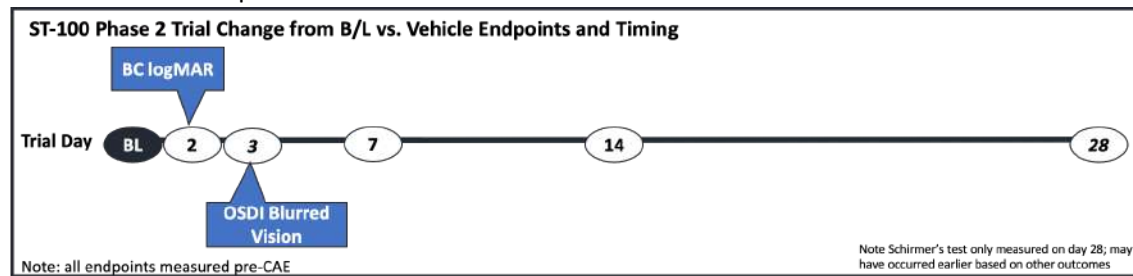 ST-100 Phase 2 Trial Change from B/L vs. Vehicle Endpoints and Timing
BC logMAR
Trial Day BL 2 3 7 14 28
OSDI Blurred
Vision
Note: all endpoints measured pre-CAE
Note Schirmer's test only measured on day 28; may
have occurred earlier based on other outcomes